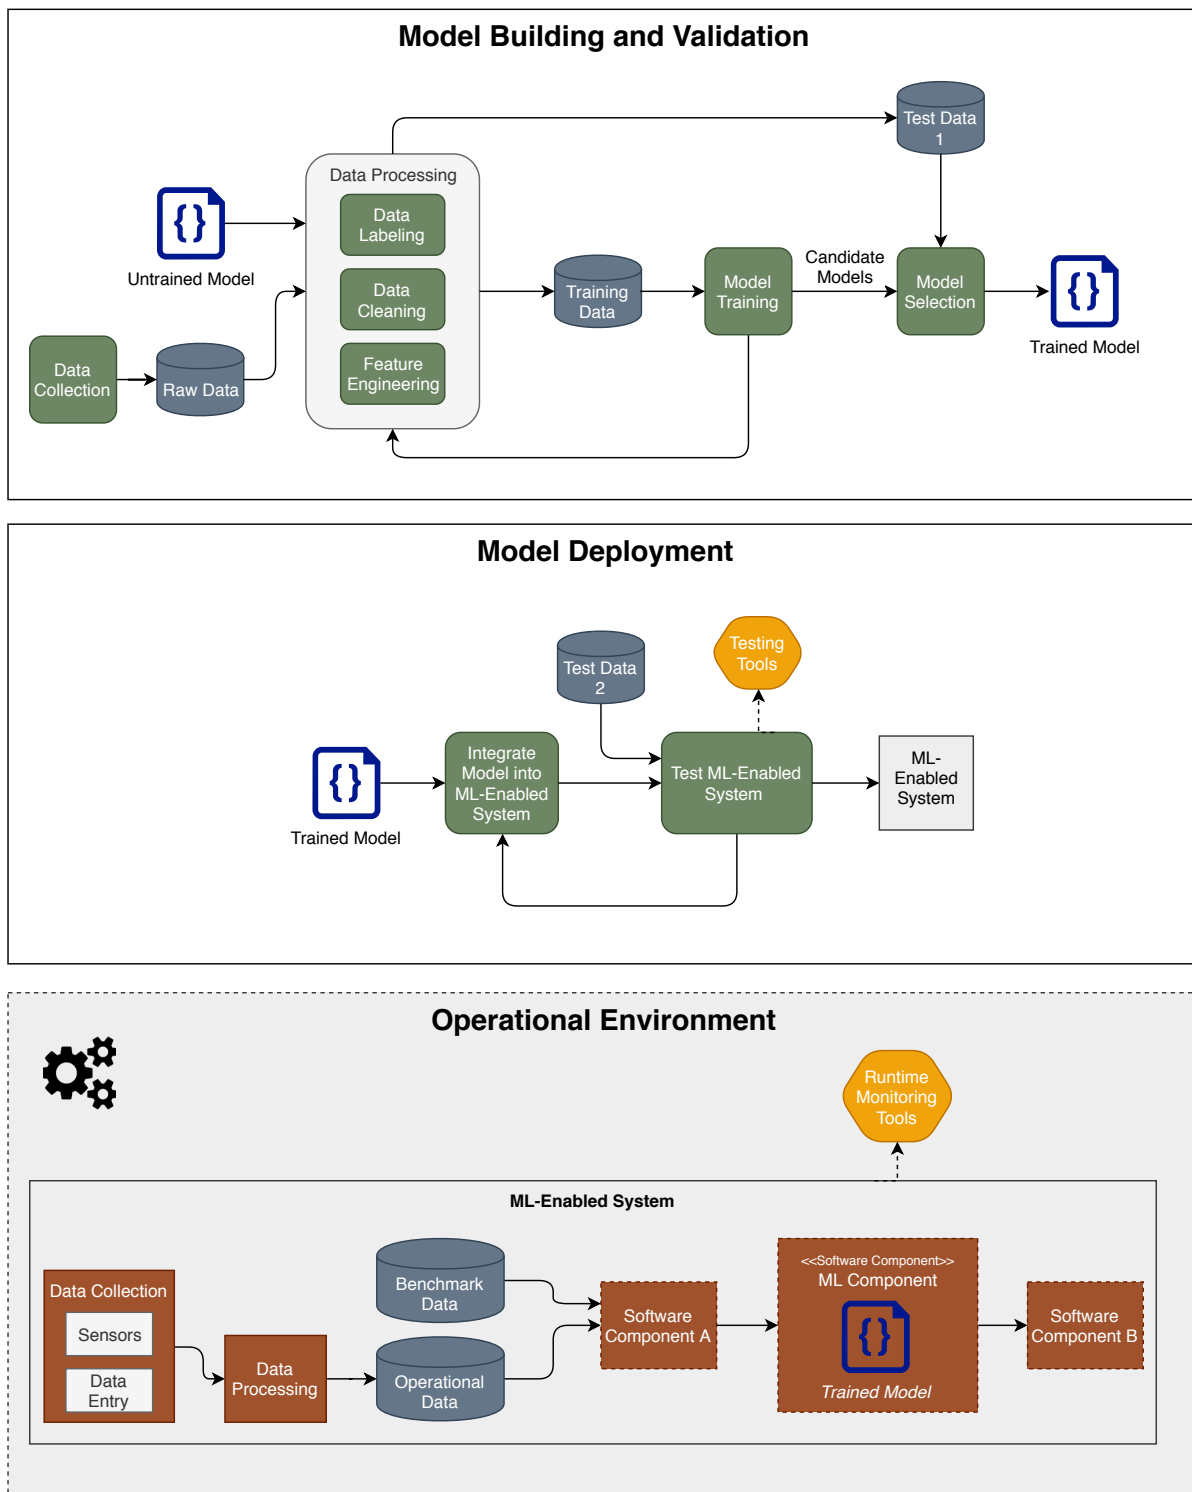 Model Building and Validation
Test Data
1
Data Processing
Data
Labeling
Untrained Model
Data
Cleaning
Training
Data
Model
Training
Candidate
Models
Model
Selection
Trained Model
Data
Collection
Raw Data
Feature
Engineering
Model Deployment
Testing
Tools
Test Data
2
Integrate
Model into
ML-Enabled
System
Test ML-Enabled
System
ML-
Enabled
System
Trained Model
Operational Environment
Runtime
Monitoring
Tools
ML-Enabled System
Data Collection
Sensors
Data
Entry
Data
Processing
Benchmark
Data
Operational
Data
Software
Component A
<<Software Component>>
ML Component
Trained Model
Software
Component B